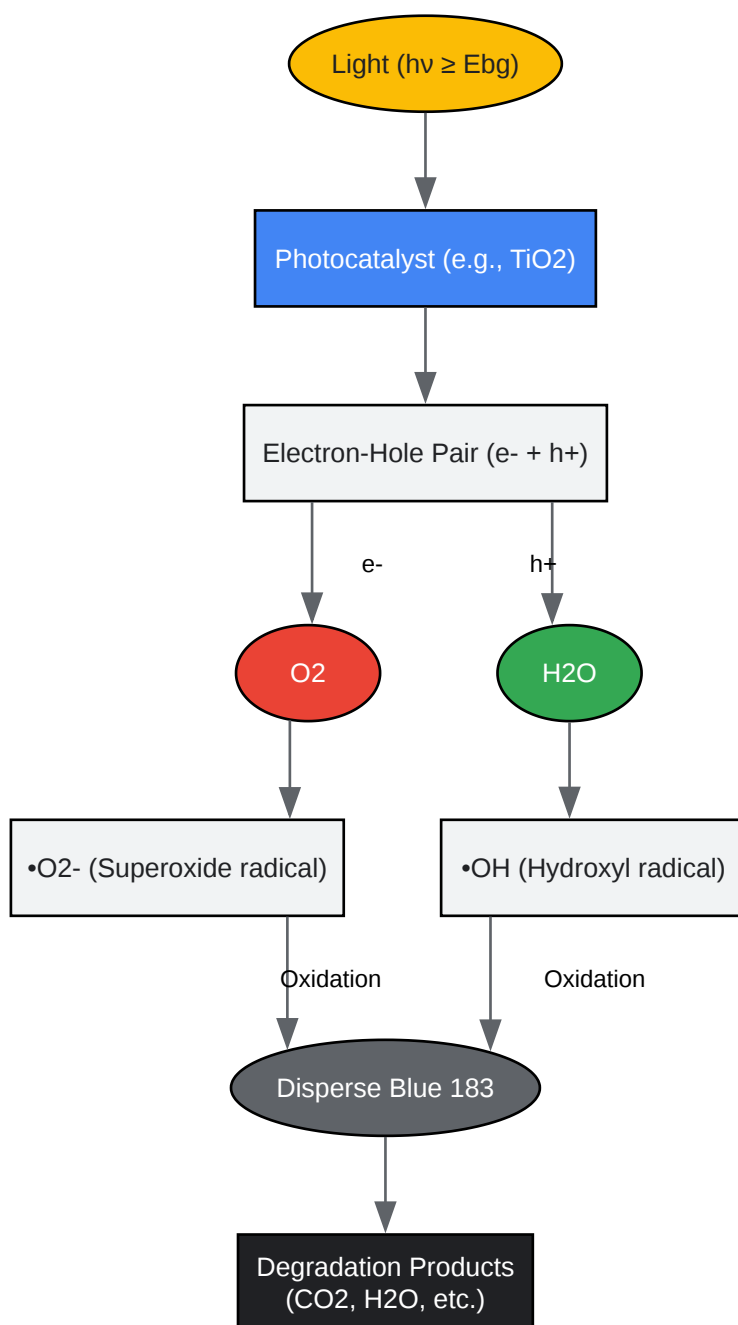 Light (hν ≥ Ebg)
Photocatalyst (e.g., TiO2)
Electron-Hole Pair (e- + h+)
e-
h+
O2
H2O
•O2- (Superoxide radical)
•OH (Hydroxyl radical)
Oxidation
Oxidation
Disperse Blue 183
Degradation Products
(CO2, H2O, etc.)